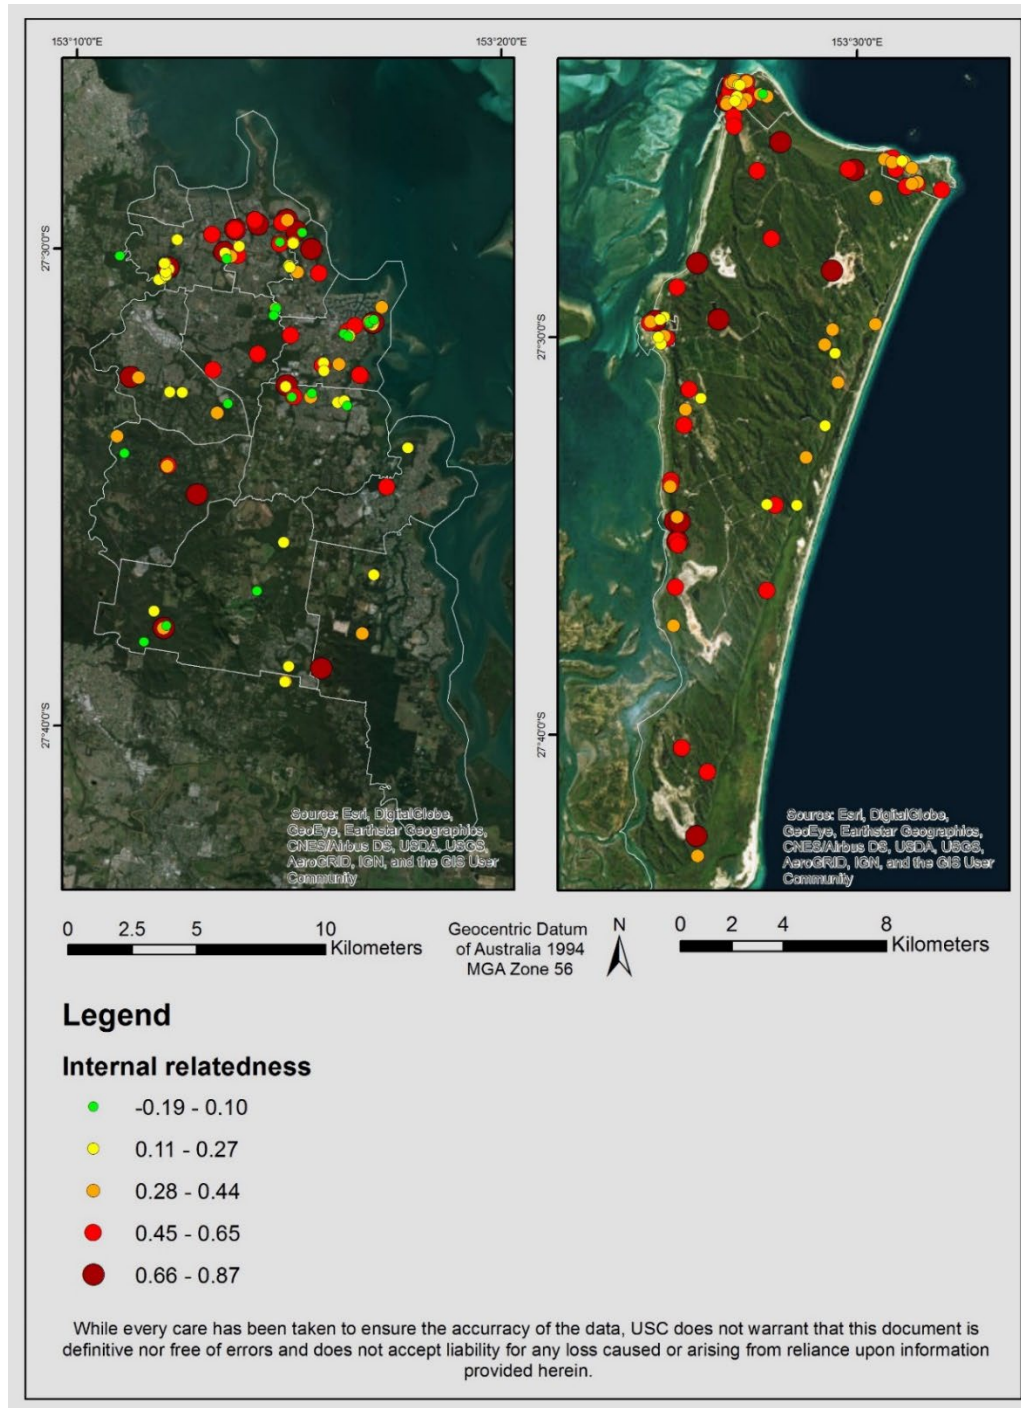 153°10'0"E
153°20'0"E
153°30'0"E
27°30'0"S
27°40'0"S
27°30'0"S
27°40'0"S
Source: Esri, DigitalGlobe,
GeoEye, Earthstar Geographics,
CNES/Airbus DS, USDA, USGS,
AeroGRID, IGN, and the GIS User
Community
Source: Esri, DigitalGlobe,
GeoEye, Earthstar Geographics,
CNES/Airbus DS, USDA, USGS,
AeroGRID, IGN, and the GIS User
Community
0 2.5 5 10
Kilometers
Geocentric Datum
of Australia 1994
MGA Zone 56
N
0 2 4 8
Kilometers
Legend
Internal relatedness
-0.19 - 0.10
0.11 - 0.27
0.28 - 0.44
0.45 - 0.65
0.66 - 0.87
While every care has been taken to ensure the accurracy of the data, USC does not warrant that this document is
definitive nor free of errors and does not accept liability for any loss caused or arising from reliance upon information
provided herein.